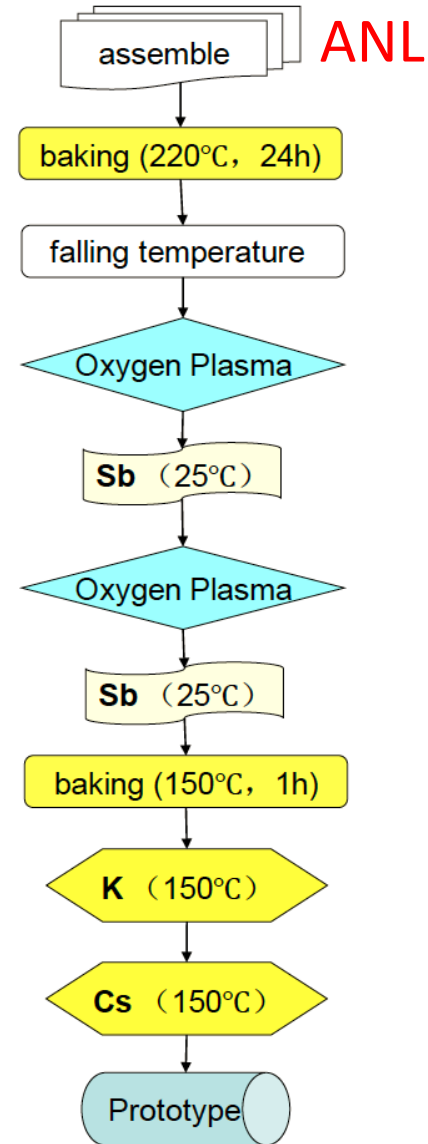 assemble
ANL
baking (220℃，24h)
falling temperature
Oxygen Plasma
Sb （25℃）
Oxygen Plasma
Sb （25℃）
baking (150℃，1h)
K （150℃）
Cs （150℃）
Prototype